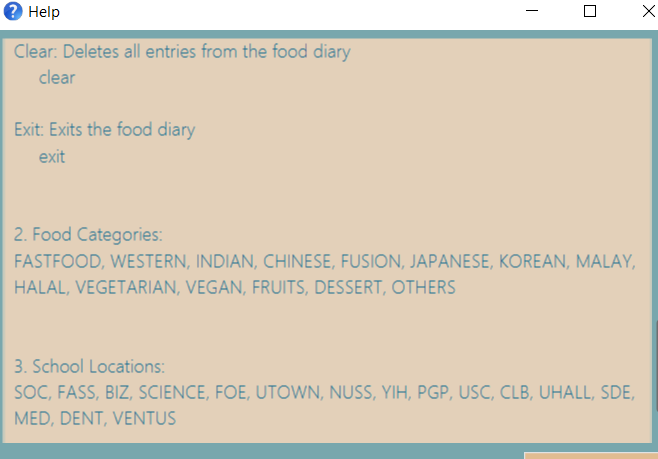 Help
Clear: Deletes all entries from the food diary
clear
Exit: Exits the food diary
exit
2. Food Categories:
FASTFOOD, WESTERN, INDIAN, CHINESE, FUSION, JAPANESE, KOREAN, MALAY,
HALAL, VEGETARIAN, VEGAN, FRUITS, DESSERT, OTHERS
3. School Locations:
SOC, FASS, BIZ, SCIENCE, FOE, UTOWN, NUSS, YIH, PGP, USC, CLB, UHALL, SDE,
MED, DENT, VENTUS